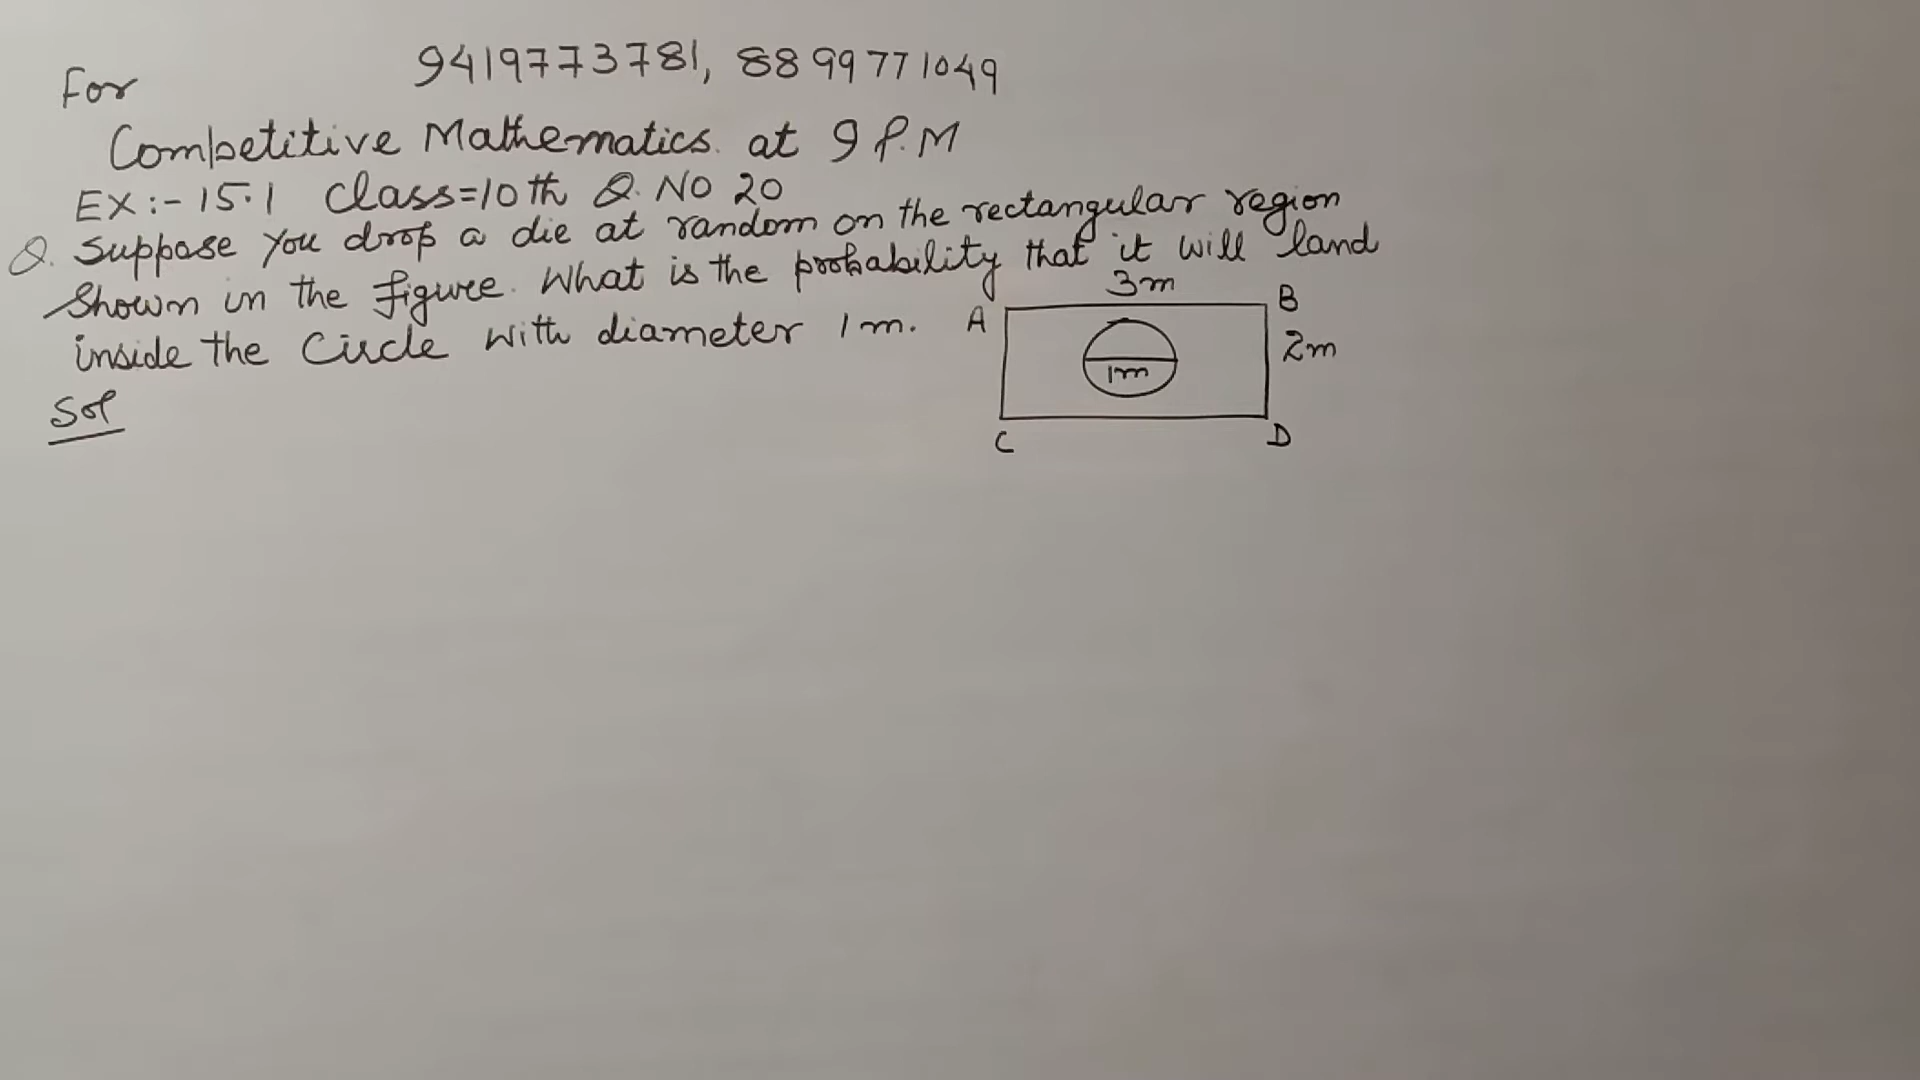 For 9419773781, 8899771049
Competitive Mathematics. at 9 P.M
EX:- 15.1 Class=10th Q. NO 20
Q. Suppose you drop a die at random on the rectangular region
shown in the figure. What is the probability that it will land
inside the Circle with diameter 1m.
3m
A B
2m
1m
C D
Sol